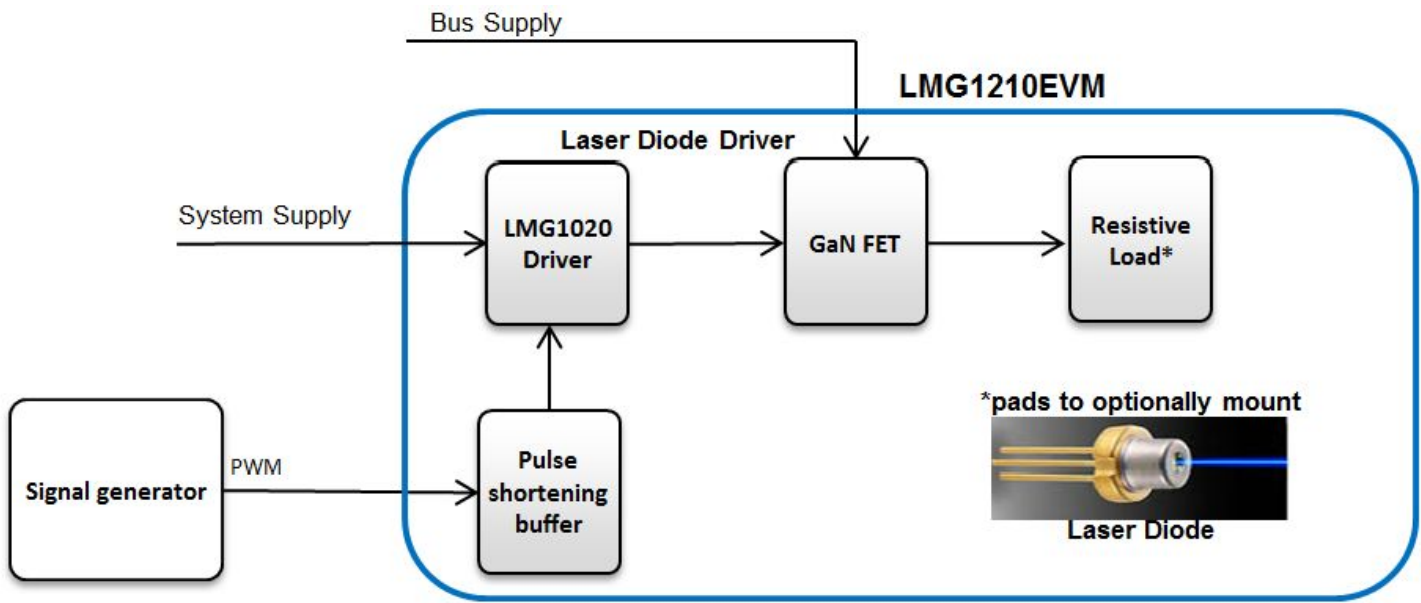 Bus Supply
LMG1210EVM
Laser Diode Driver
System Supply
LMG1020
Driver
GaN FET
Resistive
Load*
*pads to optionally mount
Signal generator
PWM
Pulse
shortening
buffer
Laser Diode